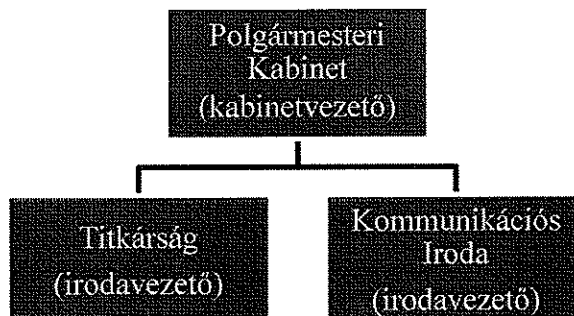 Polgármesteri
Kabinet
(kabinetvezető)
Titkárság
(irodavezető)
Kommunikációs
Iroda
(irodavezető)